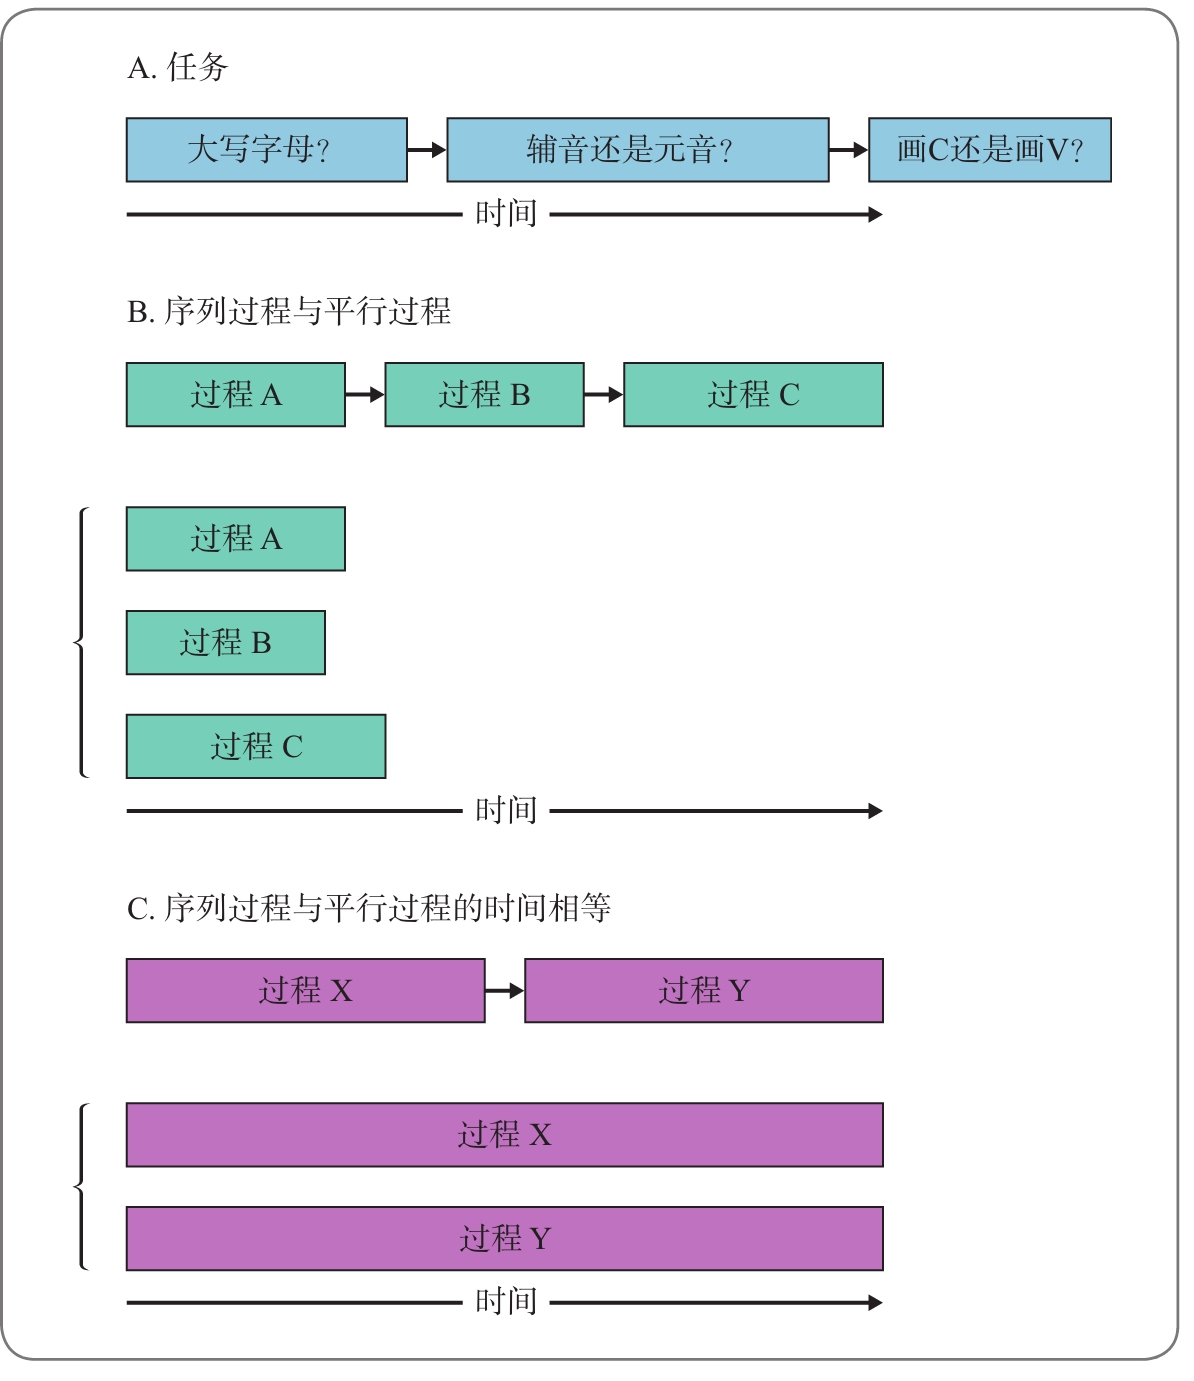 A. 任务
大写字母?
辅音还是元音?
画C还是画V?
时间
B. 序列过程与平行过程
过程 A
过程 B
过程 C
过程 A
过程 B
过程 C
时间
C. 序列过程与平行过程的时间相等
过程 X
过程 Y
过程 X
过程 Y
时间